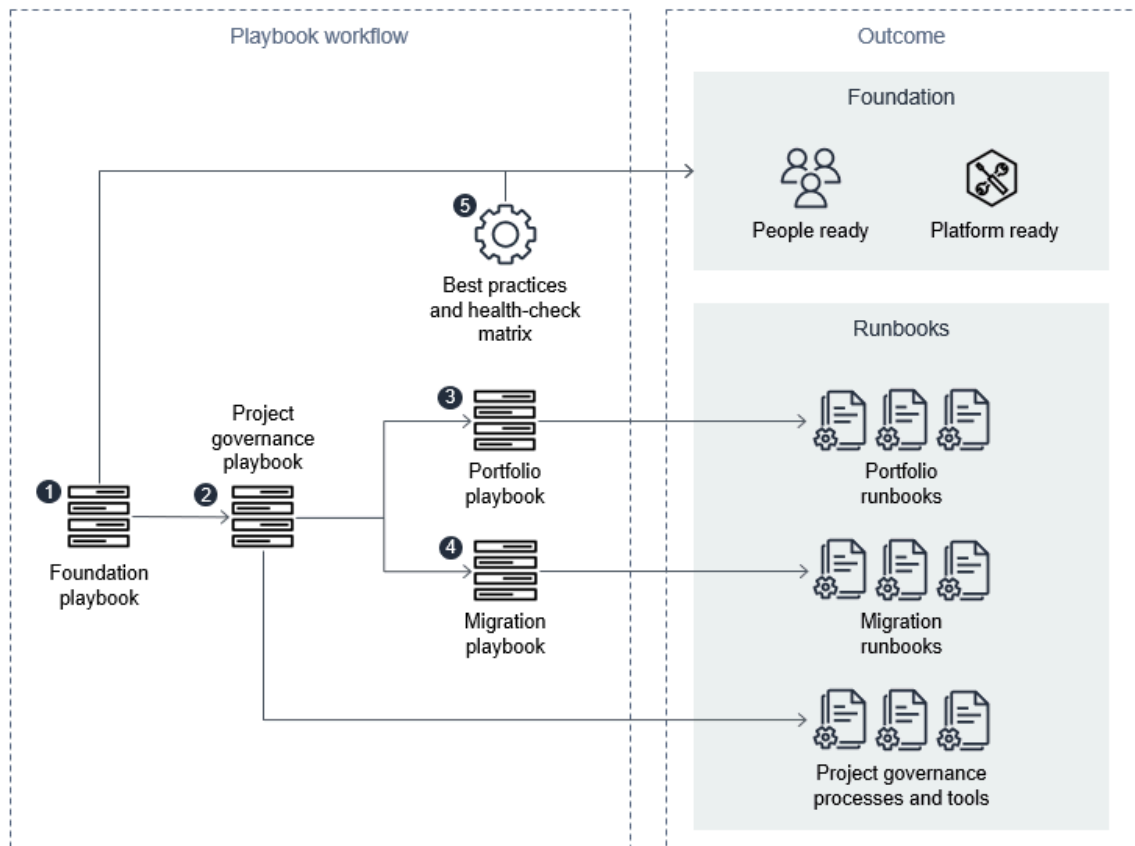 Playbook workflow
Outcome
Foundation
People ready
Platform ready
5
Best practices
and health-check
matrix
Runbooks
3
Portfolio
playbook
Portfolio
runbooks
Project
governance
playbook
1
2
Foundation
playbook
4
Migration
playbook
Migration
runbooks
Project governance
processes and tools